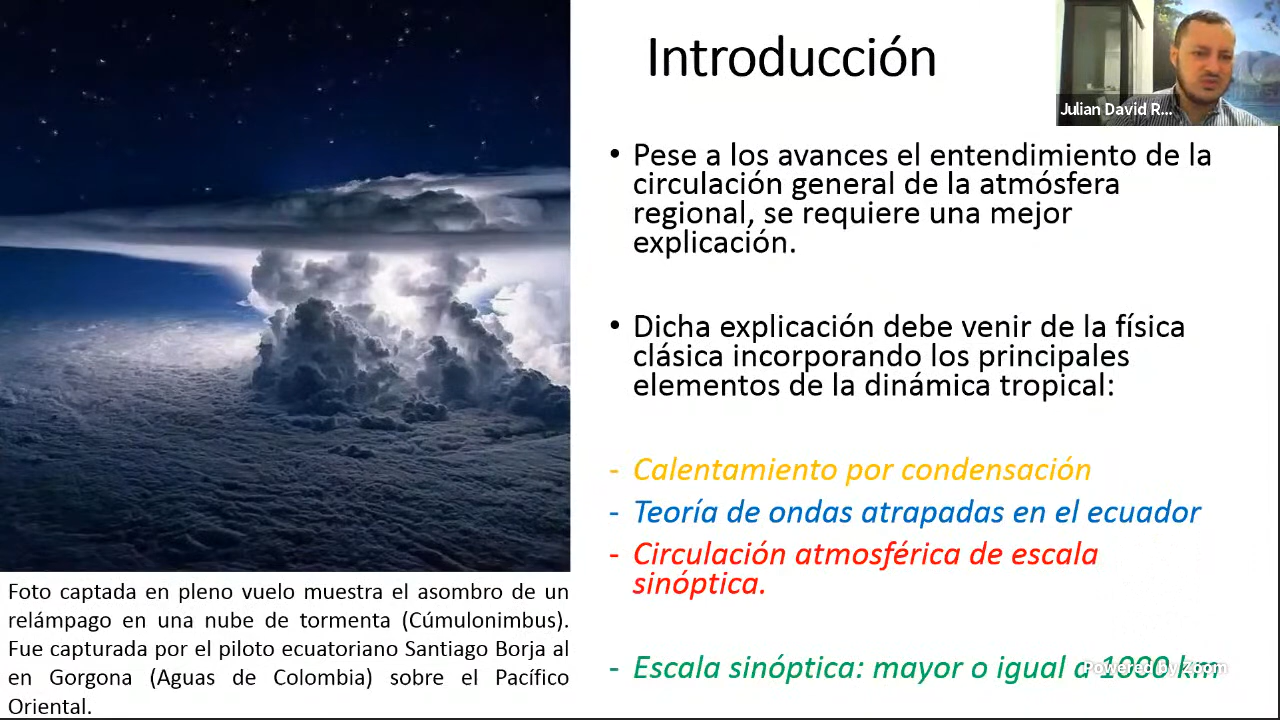 Introducción
Julian David R...
• Pese a los avances el entendimiento de la
circulación general de la atmósfera
regional, se requiere una mejor
explicación.
• Dicha explicación debe venir de la física
clásica incorporando los principales
elementos de la dinámica tropical:
- Calentamiento por condensación
- Teoría de ondas atrapadas en el ecuador
- Circulación atmosférica de escala
sinóptica.
- Escala sinóptica: mayor o igual a 1000 km
Powered by Zoom
Foto captada en pleno vuelo muestra el asombro de un
relámpago en una nube de tormenta (Cúmulonimbus).
Fue capturada por el piloto ecuatoriano Santiago Borja al
en Gorgona (Aguas de Colombia) sobre el Pacífico
Oriental.